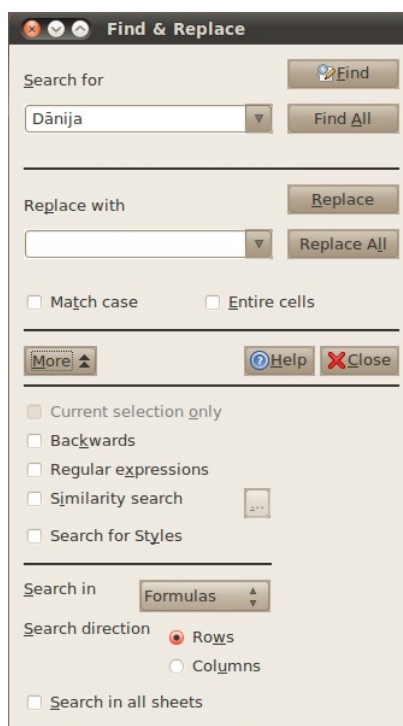 Find & Replace
Search for
Find
Dānija
Find All
Replace with
Replace
Replace All
Match case
Entire cells
More
Help
Close
Current selection only
Backwards
Regular expressions
Similarity search
...
Search for Styles
Search in
Formulas
Search direction
Rows
Columns
Search in all sheets